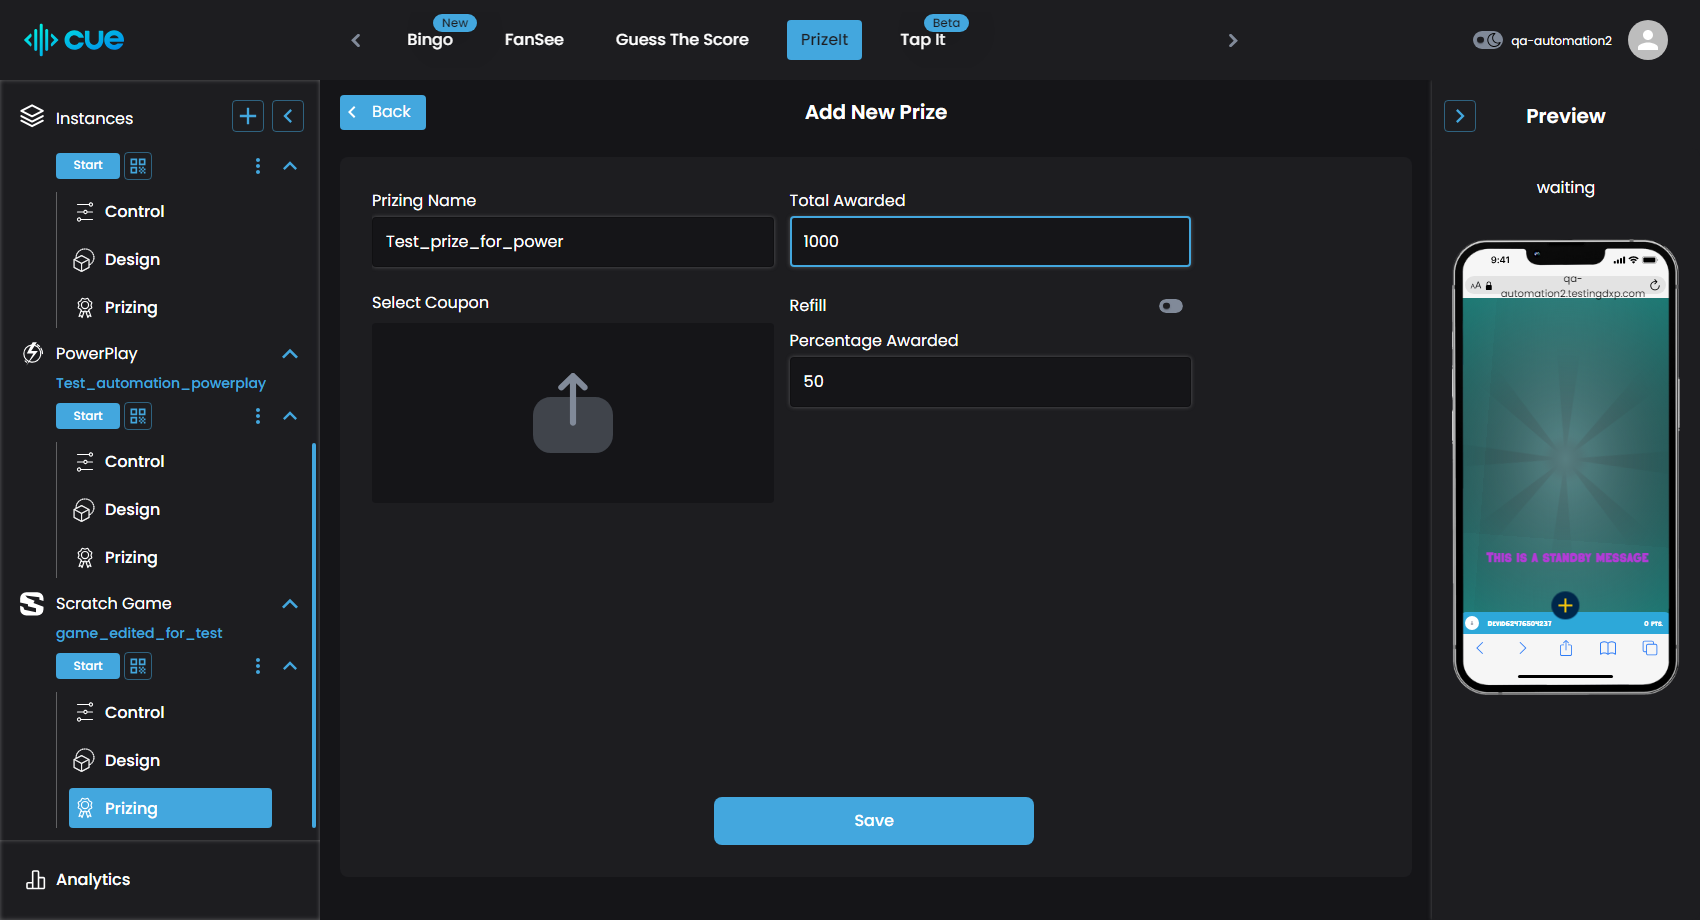 cue
New
Bingo
FanSee
Guess The Score
PrizeIt
Beta
Tap It
qa-automation2
Instances
Start
Control
Design
Prizing
PowerPlay
Test_automation_powerplay
Start
Control
Design
Prizing
Scratch Game
game_edited_for_test
Start
Control
Design
Prizing
Analytics
Back
Add New Prize
Prizing Name
Test_prize_for_power
Total Awarded
1000
Select Coupon
Refill
Percentage Awarded
50
Save
Preview
waiting
9:41
AA
qa-
automation2.testingdxp.com
This is a standby message
0 PTS.